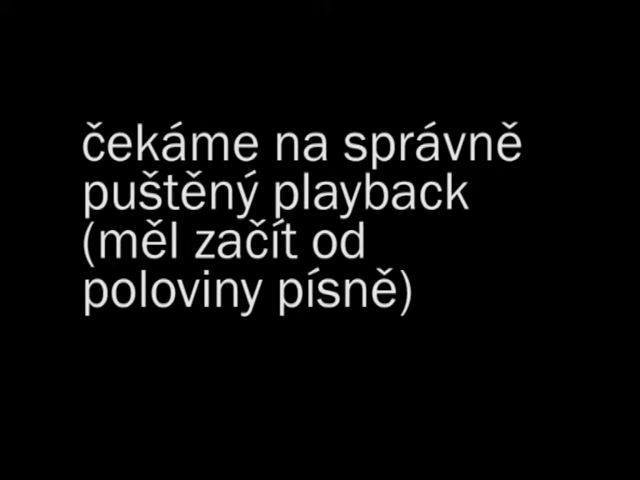 čekáme na správně
puštěný playback
(měl začít od
poloviny písně)